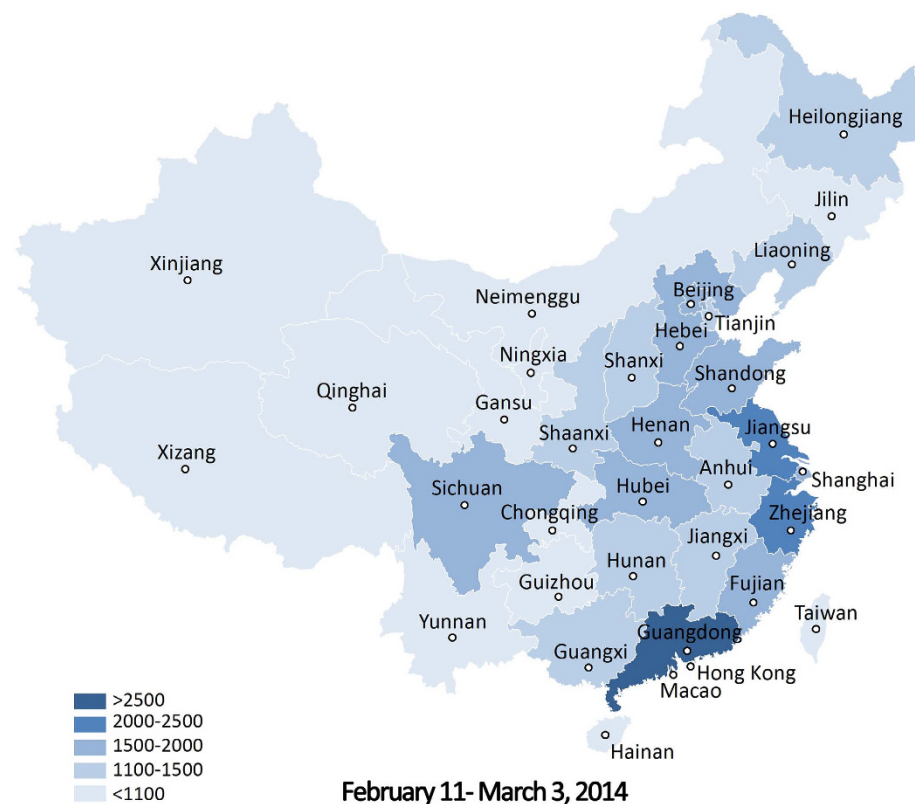 Heilongjiang
Jilin
Liaoning
Xinjiang
Neimenggu
Beijing
Tianjin
Hebei
Ningxia
Shanxi
Shandong
Qinghai
Gansu
Shaanxi
Henan
Jiangsu
Xizang
Anhui
Shanghai
Sichuan
Hubei
Chongqing
Zhejiang
Jiangxi
Hunan
Guizhou
Fujian
Yunnan
Taiwan
Guangdong
Guangxi
Hong Kong
Macao
Hainan
>2500
2000-2500
1500-2000
1100-1500
<1100
February 11- March 3, 2014